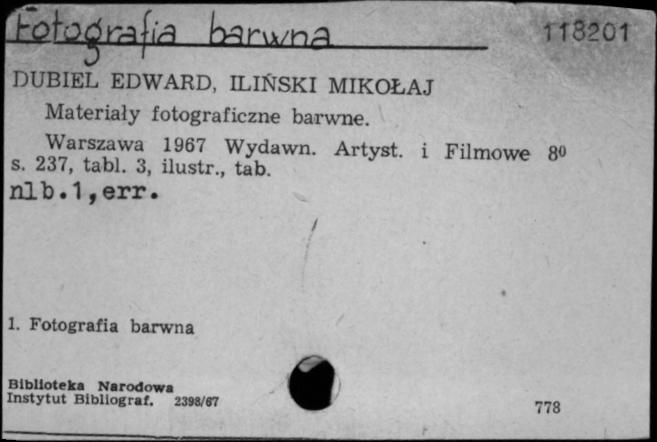 Fotografia barwna 118201
DUBIEL EDWARD, ILIŃSKI MIKOŁAJ
Materiały fotograficzne barwne.
Warszawa 1967 Wydawn. Artyst. i Filmowe 8⁰
s. 237, tabl. 3, ilustr., tab.
nlb.1,err.
1. Fotografia barwna
Biblioteka Narodowa
Instytut Bibliograf. 2398/67
778